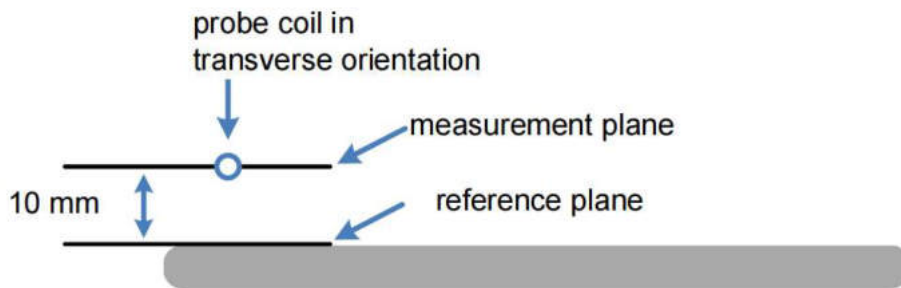 probe coil in
transverse orientation
measurement plane
10 mm
reference plane